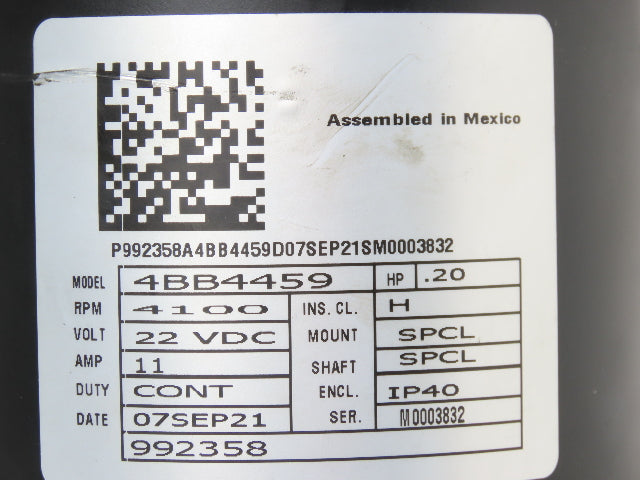 Assembled in Mexico
P992358A4BB4459D07SEP21SM0003832
MODEL 4BB4459 HP .20
RPM 4100 INS. CL. H
VOLT 22 VDC MOUNT SPCL
AMP 11 SHAFT SPCL
DUTY CONT ENCL. IP40
DATE 07SEP21 SER. M0003832
992358